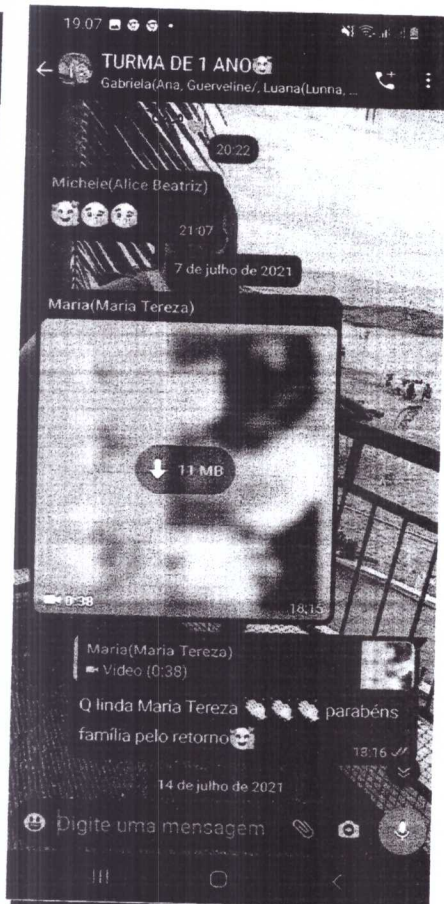 19:07
TURMA DE 1 ANO🥰
Gabriela(Ana, Guerveline/, Luana(Lunna, ...
20:22
Michele(Alice Beatriz)
21:07
7 de julho de 2021
Maria(Maria Tereza)
11 MB
0:38
18:15
Maria(Maria Tereza)
Vídeo (0:38)
Q linda Maria Tereza 👏👏👏 parabéns
família pelo retorno🥰
18:16
14 de julho de 2021
Digite uma mensagem